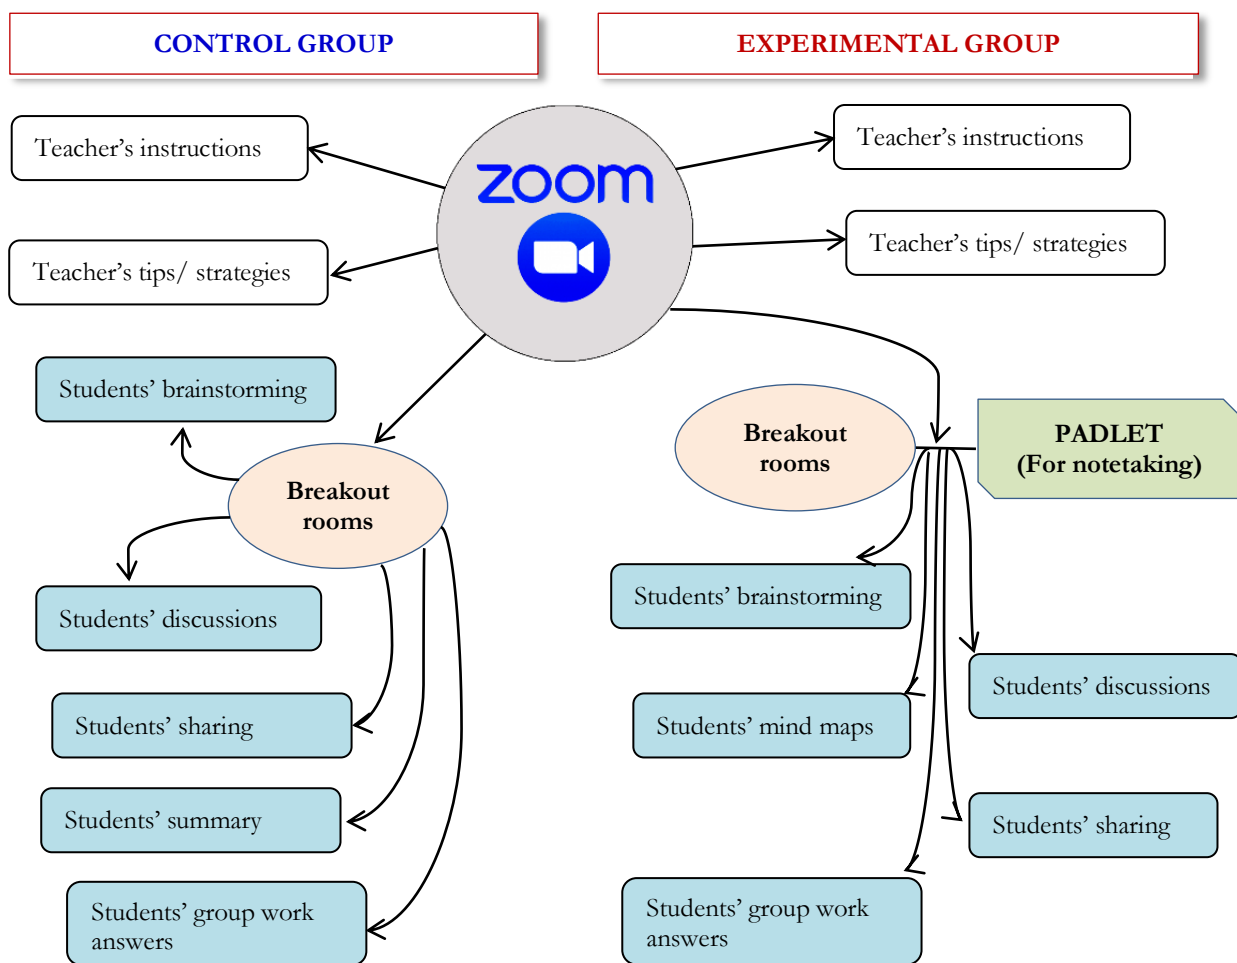 CONTROL GROUP
EXPERIMENTAL GROUP
Teacher’s instructions
Teacher’s instructions
zoom
Teacher’s tips/ strategies
Teacher’s tips/ strategies
Students’ brainstorming
Breakout
rooms
Students’ discussions
Students’ sharing
Students’ summary
Students’ group work
answers
Breakout
rooms
PADLET
(For notetaking)
Students’ brainstorming
Students’ discussions
Students’ mind maps
Students’ sharing
Students’ group work
answers